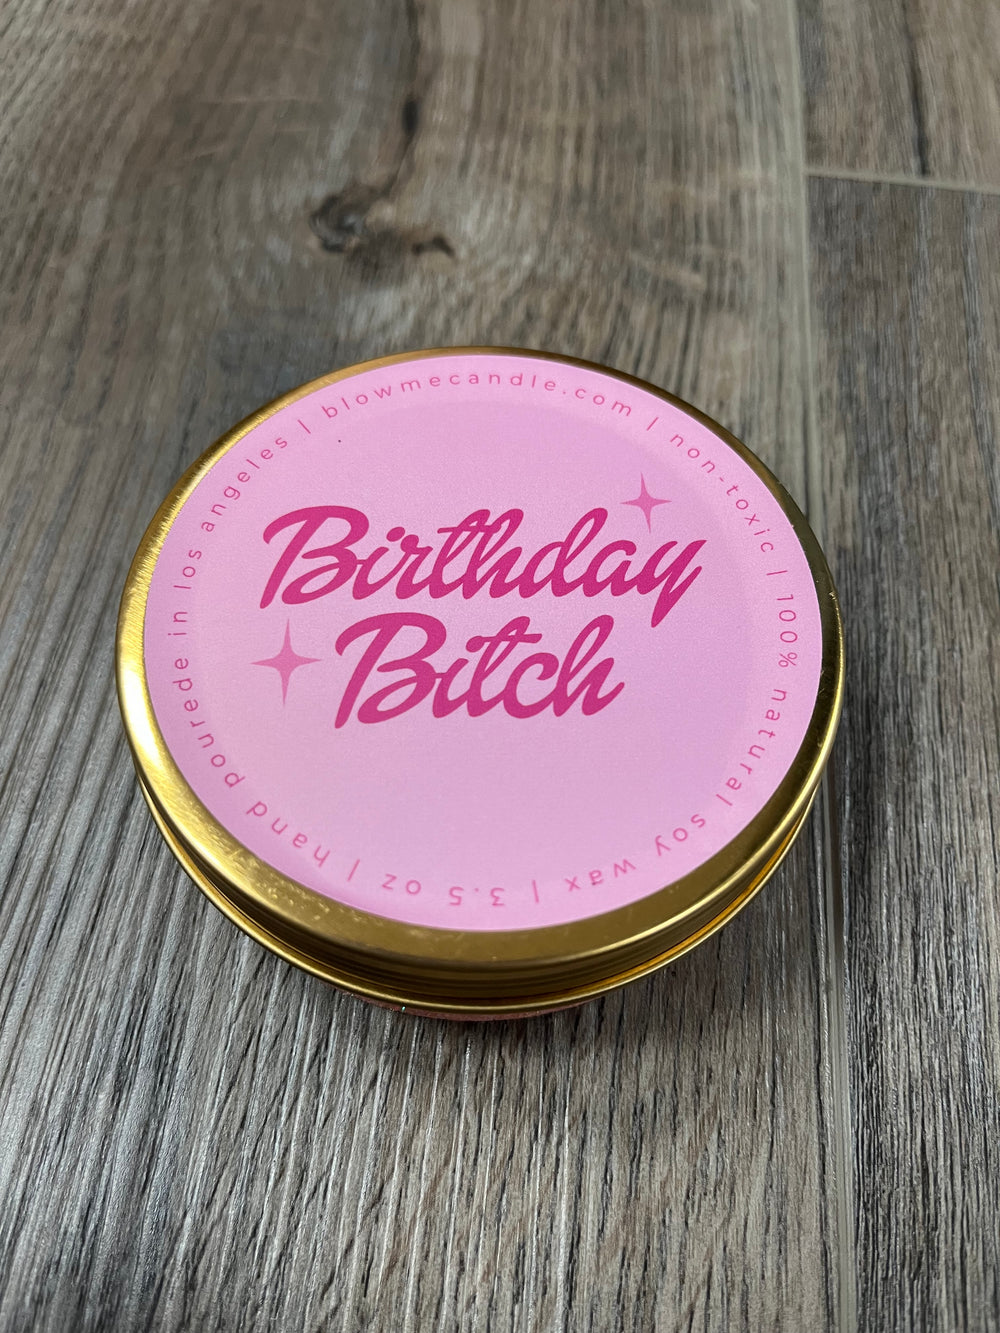 Birthday
Bitch
blowmecandle.com | non-toxic | 100% natural soy wax | 3.5 oz | hand pourede in los angeles |